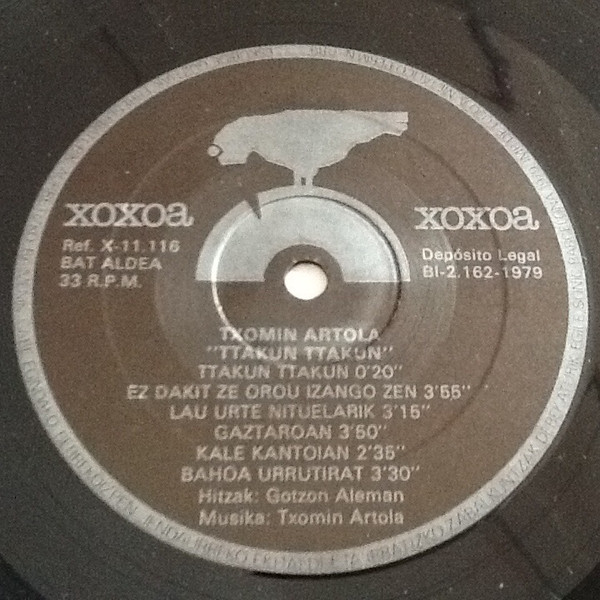 xoxoa
Ref. X-11.116
BAT ALDEA
33 R.P.M.
xoxoa
Depósito Legal
BI-2.162-1979
TXOMIN ARTOLA
"TTAKUN TTAKUN"
TTAKUN TTAKUN 0'20"
EZ DAKIT ZE OROU IZANGO ZEN 3'55"
LAU URTE NITUELARIK 3'15"
GAZTAROAN 3'50"
KALE KANTOIAN 2'35"
BAHOA URRUTIRAT 3'30"
Hitzak: Gotzon Aleman
Musika: Txomin Artola